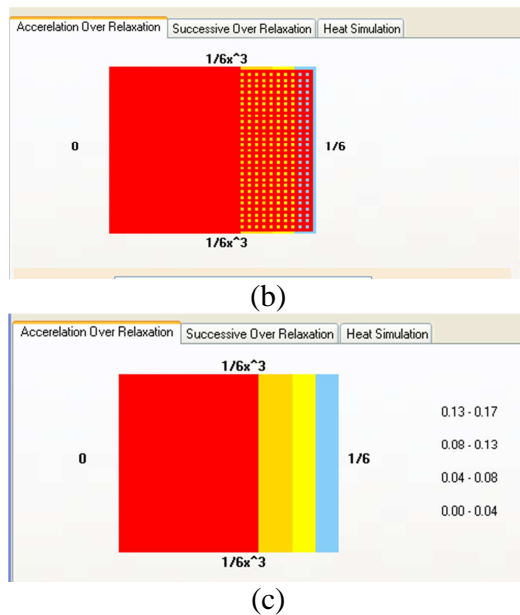 Accerelation Over Relaxation Successive Over Relaxation Heat Simulation
1/6x^3
0 1/6
1/6x^3
(b)
Accerelation Over Relaxation Successive Over Relaxation Heat Simulation
1/6x^3
0.13 - 0.17
0.08 - 0.13
0 1/6
0.04 - 0.08
0.00 - 0.04
1/6x^3
(c)